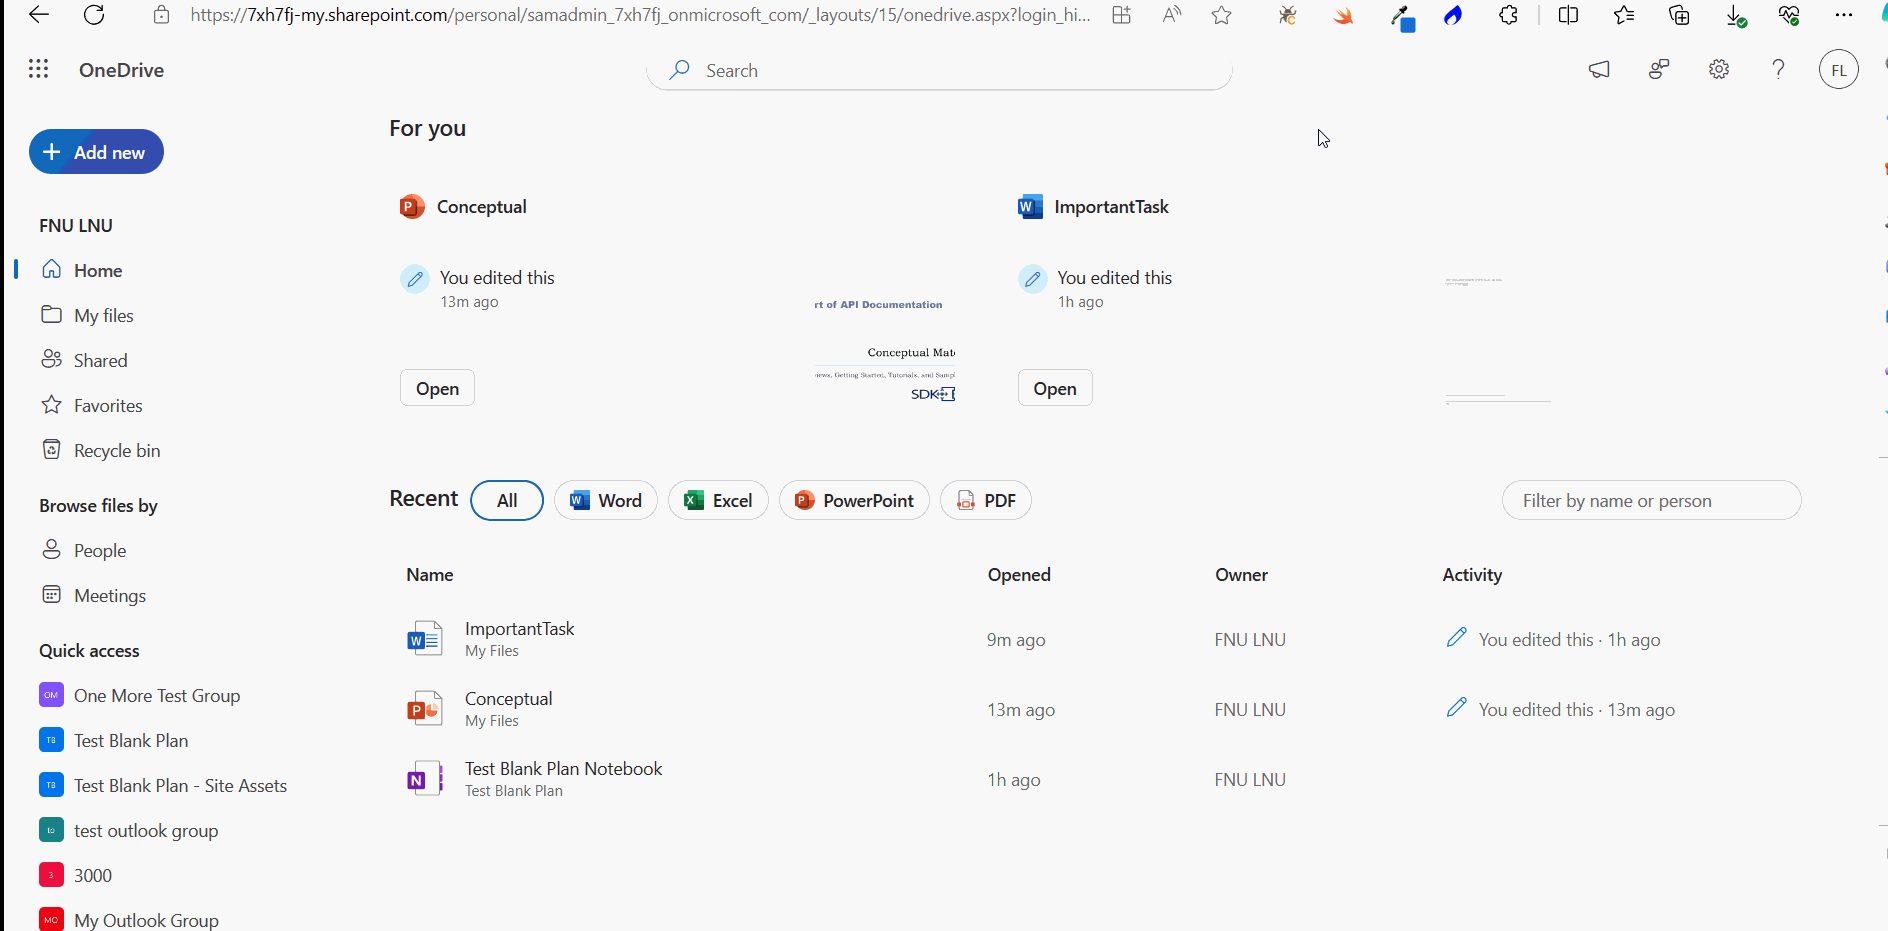 https://7xh7fj-my.sharepoint.com/personal/samadmin_7xh7fj_onmicrosoft_com/_layouts/15/onedrive.aspx?login_hi...
OneDrive
Search
FL
Add new
For you
FNU LNU
Home
My files
Shared
Favorites
Recycle bin
Browse files by
People
Meetings
Quick access
OM One More Test Group
TB Test Blank Plan
TB Test Blank Plan - Site Assets
to test outlook group
3 3000
MO My Outlook Group
Conceptual
You edited this
13m ago
Open
rt of API Documentation
Conceptual Mate
iews, Getting Started, Tutorials, and Sampl
SDK
ImportantTask
You edited this
1h ago
Open
Recent All Word Excel PowerPoint PDF
Filter by name or person
Name Opened Owner Activity
ImportantTask 9m ago FNU LNU You edited this · 1h ago
My Files
Conceptual 13m ago FNU LNU You edited this · 13m ago
My Files
Test Blank Plan Notebook 1h ago FNU LNU
Test Blank Plan